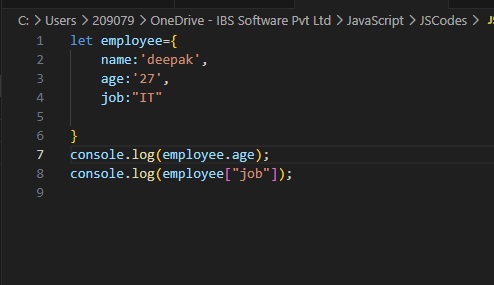 C: > Users > 209079 > OneDrive - IBS Software Pvt Ltd > JavaScript > JSCodes >
1 let employee={
2 name:'deepak',
3 age:'27',
4 job:"IT"
5
6 }
7 console.log(employee.age);
8 console.log(employee["job"]);
9